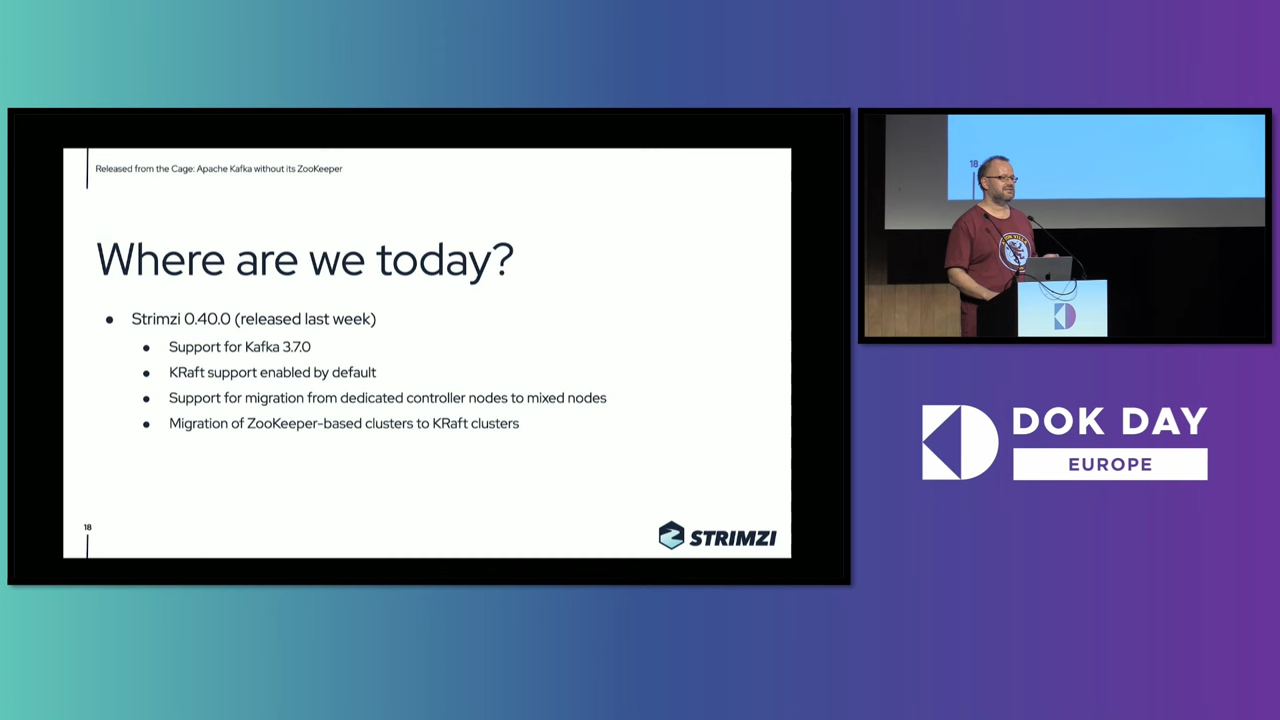 Released from the Cage: Apache Kafka without its ZooKeeper
Where are we today?
● Strimzi 0.40.0 (released last week)
● Support for Kafka 3.7.0
● KRaft support enabled by default
● Support for migration from dedicated controller nodes to mixed nodes
● Migration of ZooKeeper-based clusters to KRaft clusters
18
STRIMZI
18
DOK DAY
EUROPE